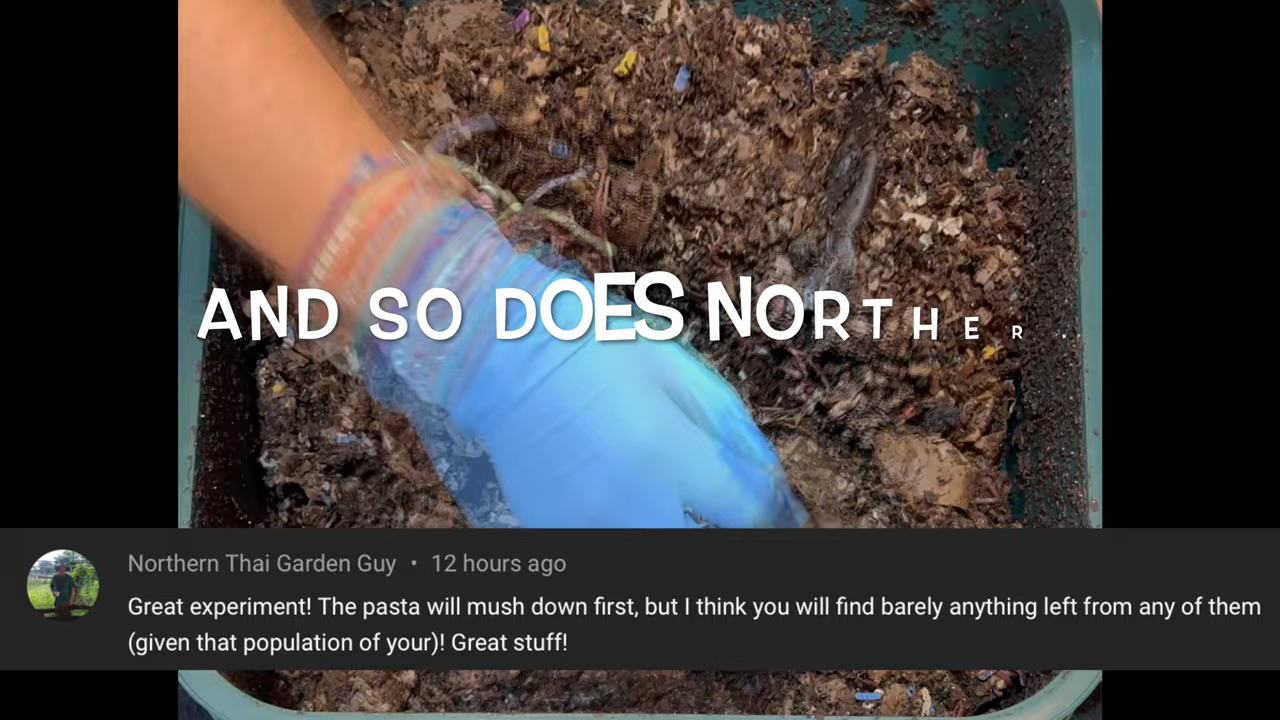 AND SO DOES NORTHER .
Northern Thai Garden Guy • 12 hours ago
Great experiment! The pasta will mush down first, but I think you will find barely anything left from any of them
(given that population of your)! Great stuff!